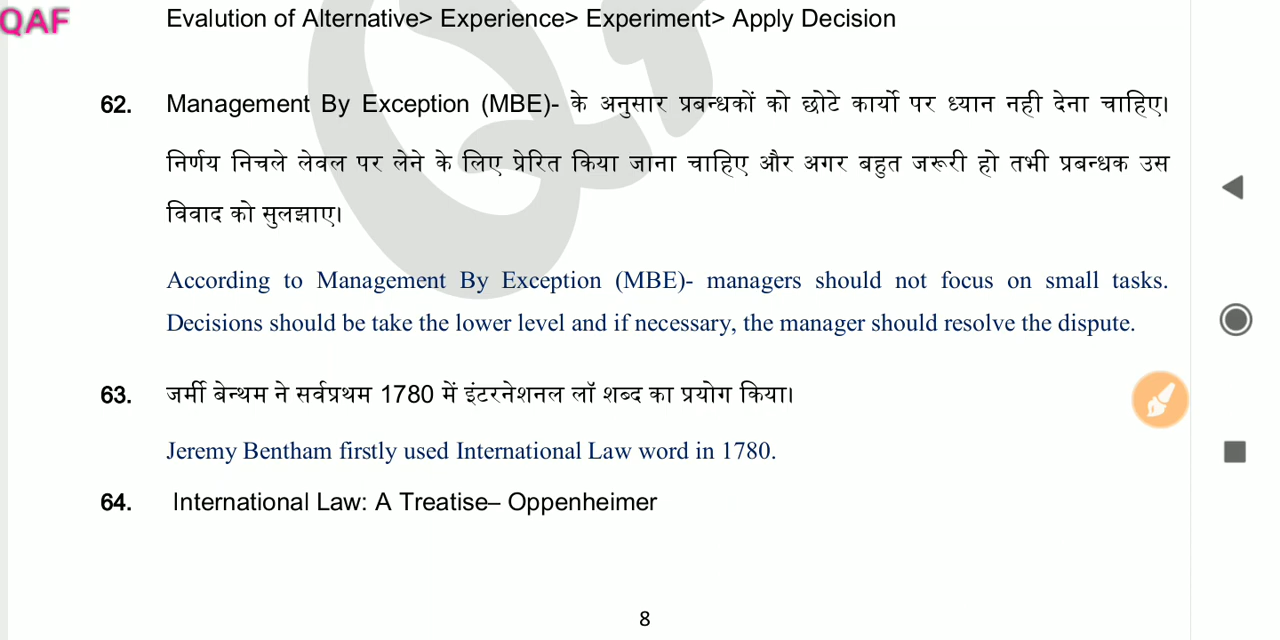 QAF
Evalution of Alternative> Experience> Experiment> Apply Decision
62. Management By Exception (MBE)- के अनुसार प्रबन्धकों को छोटे कार्यो पर ध्यान नही देना चाहिए।
निर्णय निचले लेवल पर लेने के लिए प्रेरित किया जाना चाहिए और अगर बहुत जरूरी हो तभी प्रबन्धक उस
विवाद को सुलझाए।
According to Management By Exception (MBE)- managers should not focus on small tasks.
Decisions should be take the lower level and if necessary, the manager should resolve the dispute.
63. जर्मी बेन्थम ने सर्वप्रथम 1780 में इंटरनेशनल लॉ शब्द का प्रयोग किया।
Jeremy Bentham firstly used International Law word in 1780.
64. International Law: A Treatise– Oppenheimer
8